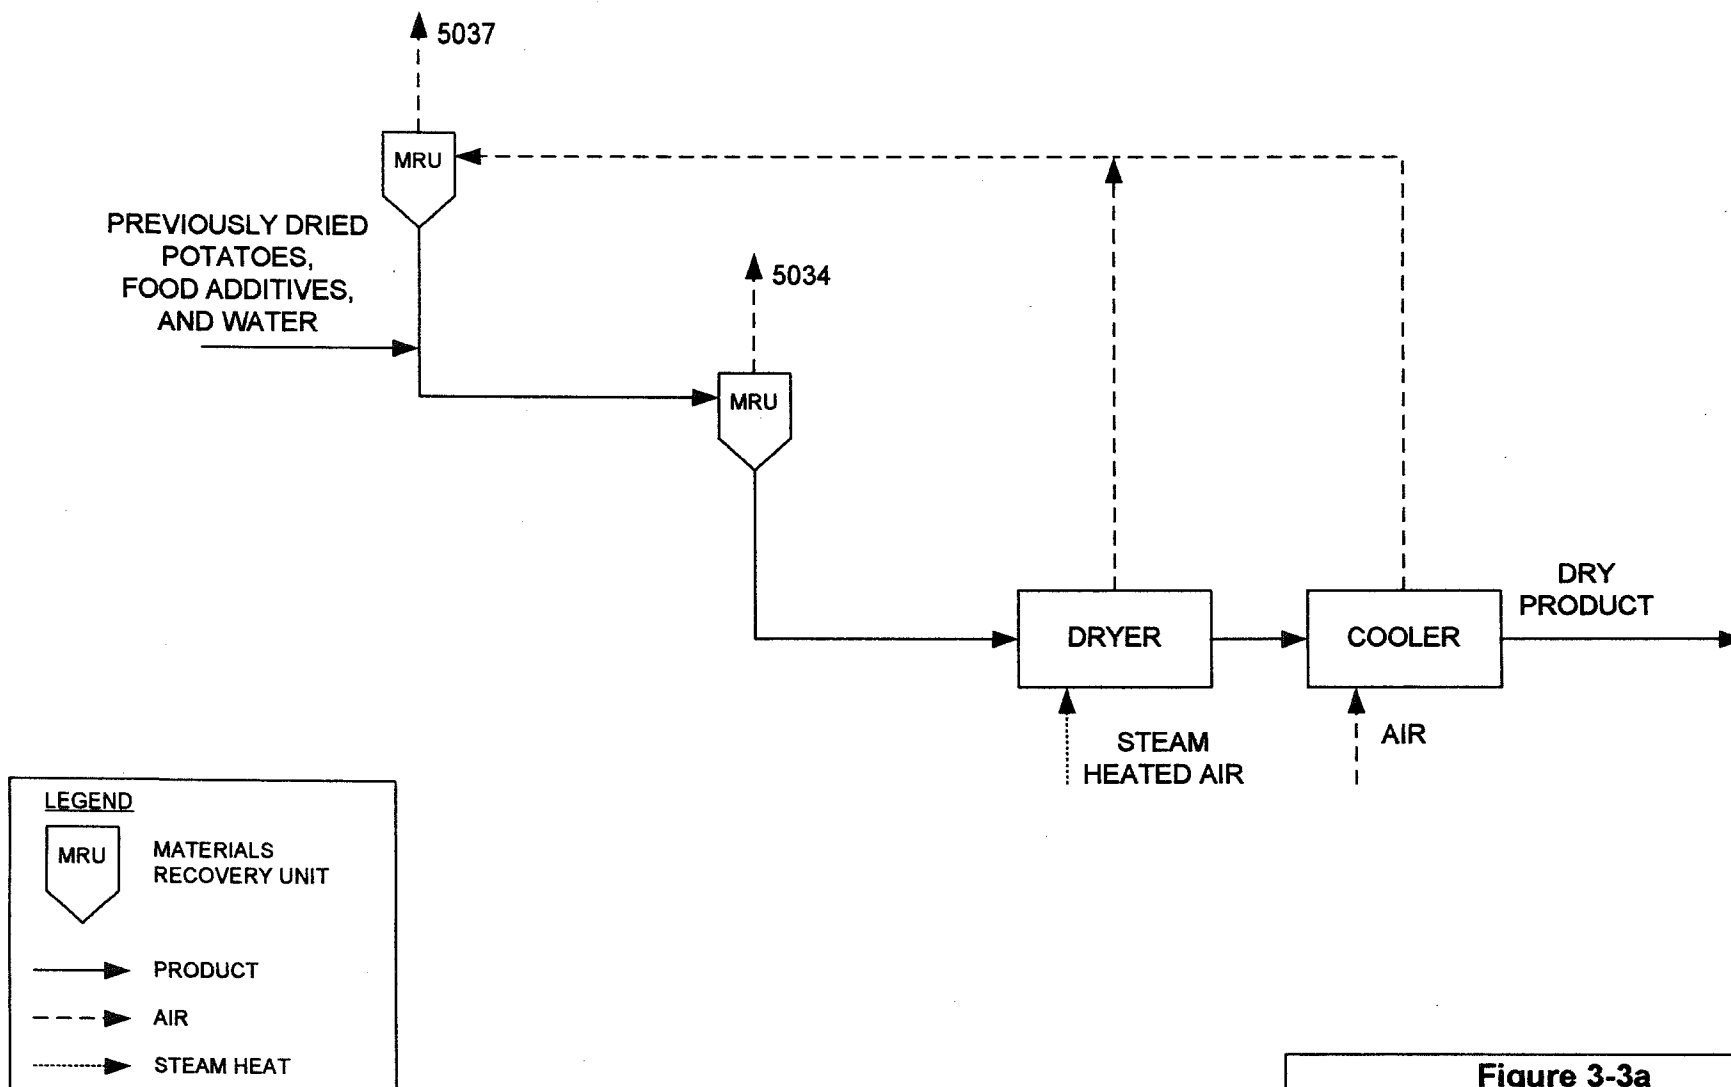 5037
MRU
PREVIOUSLY DRIED
POTATOES,
FOOD ADDITIVES,
AND WATER
5034
MRU
DRYER
COOLER
DRY
PRODUCT
STEAM
HEATED AIR
AIR
LEGEND
MRU
MATERIALS
RECOVERY UNIT
PRODUCT
AIR
STEAM HEAT
Figure 3-3a